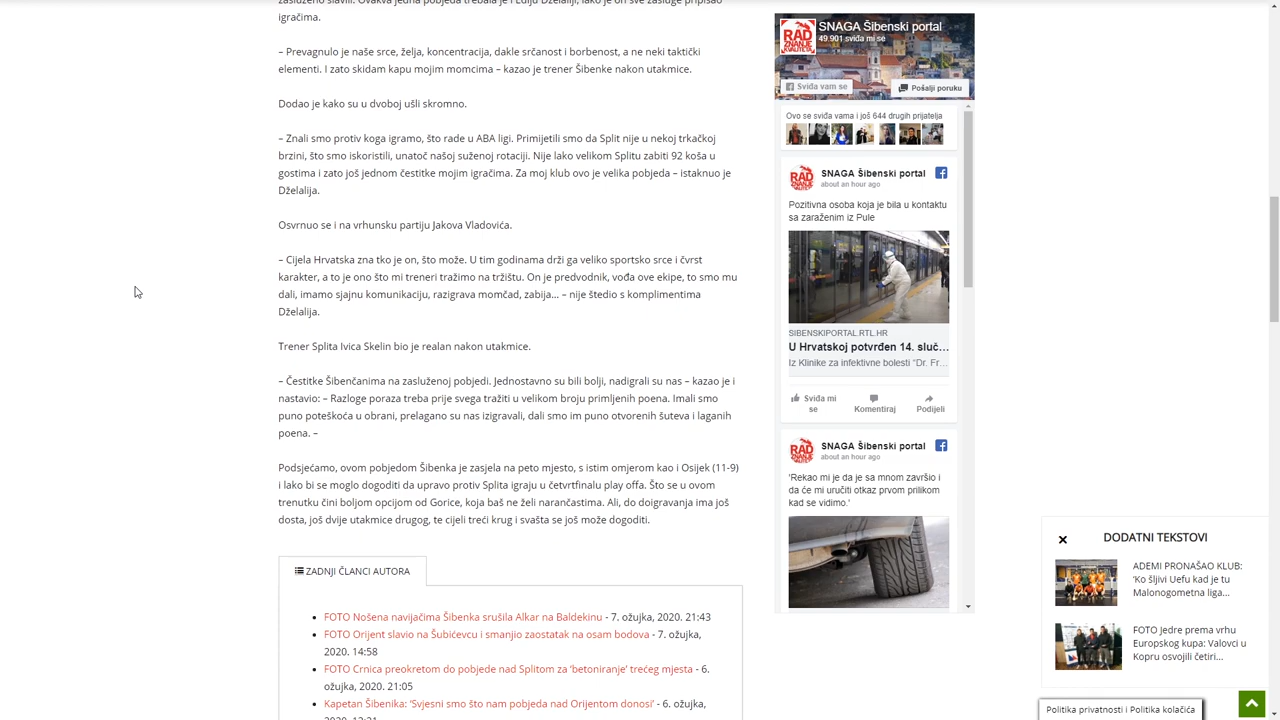 igračima.
– Prevagnulo je naše srce, želja, koncentracija, dakle srčanost i borbenost, a ne neki taktički
elementi. I zato skidam kapu mojim momcima – kazao je trener Šibenke nakon utakmice.
Dodao je kako su u dvoboj ušli skromno.
– Znali smo protiv koga igramo, što rade u ABA ligi. Primijetili smo da Split nije u nekoj trkačkoj
brzini, što smo iskoristili, unatoč našoj suženoj rotaciji. Nije lako velikom Splitu zabiti 92 koša u
gostima i zato još jednom čestitke mojim igračima. Za moj klub ovo je velika pobjeda – istaknuo je
Dželalija.
Osvrnuo se i na vrhunsku partiju Jakova Vladovića.
– Cijela Hrvatska zna tko je on, što može. U tim godinama drži ga veliko sportsko srce i čvrst
karakter, a to je ono što mi treneri tražimo na tržištu. On je predvodnik, vođa ove ekipe, to smo mu
dali, imamo sjajnu komunikaciju, razigrava momčad, zabija... – nije štedio s komplimentima
Dželalija.
Trener Splita Ivica Skelin bio je realan nakon utakmice.
– Čestitke Šibenčanima na zasluženoj pobjedi. Jednostavno su bili bolji, nadigrali su nas – kazao je i
nastavio: – Razloge poraza treba prije svega tražiti u velikom broju primljenih poena. Imali smo
puno poteškoća u obrani, prelagano su nas izigravali, dali smo im puno otvorenih šuteva i laganih
poena. –
Podsjećamo, ovom pobjedom Šibenka je zasjela na peto mjesto, s istim omjerom kao i Osijek (11-9)
i lako bi se moglo dogoditi da upravo protiv Splita igraju u četvrtfinalu play offa. Što se u ovom
trenutku čini boljom opcijom od Gorice, koja baš ne želi narančastima. Ali, do doigravanja ima još
dosta, još dvije utakmice drugog, te cijeli treći krug i svašta se još može dogoditi.
ZADNJI ČLANCI AUTORA
FOTO Nošena navijačima Šibenka srušila Alkar na Baldekinu - 7. ožujka, 2020. 21:43
FOTO Orijent slavio na Šubićevcu i smanjio zaostatak na osam bodova - 7. ožujka,
2020. 14:58
FOTO Crnica preokretom do pobjede nad Splitom za 'betoniranje' trećeg mjesta - 6.
ožujka, 2020. 21:05
Kapetan Šibenika: 'Svjesni smo što nam pobjeda nad Orijentom donosi' - 6. ožujka,
RAD
ZNANJE
KVALITETA
SNAGA Šibenski portal
49.901 sviđa mi se
Sviđa vam se
Pošalji poruku
Ovo se sviđa vama i još 644 drugih prijatelja
SNAGA Šibenski portal
about an hour ago
Pozitivna osoba koja je bila u kontaktu
sa zaraženim iz Pule
SIBENSKIPORTAL.RTL.HR
U Hrvatskoj potvrđen 14. sluč...
Iz Klinike za infektivne bolesti "Dr. Fr...
Sviđa mi
se
Komentiraj
Podijeli
SNAGA Šibenski portal
about an hour ago
'Rekao mi je da je sa mnom završio i
da će mi uručiti otkaz prvom prilikom
kad se vidimo.'
DODATNI TEKSTOVI
ADEMI PRONAŠAO KLUB:
'Ko šljivi Uefu kad je tu
Malonogometna liga...
FOTO Jedre prema vrhu
Europskog kupa: Valovci u
Kopru osvojili četiri...
Politika privatnosti i Politika kolačića